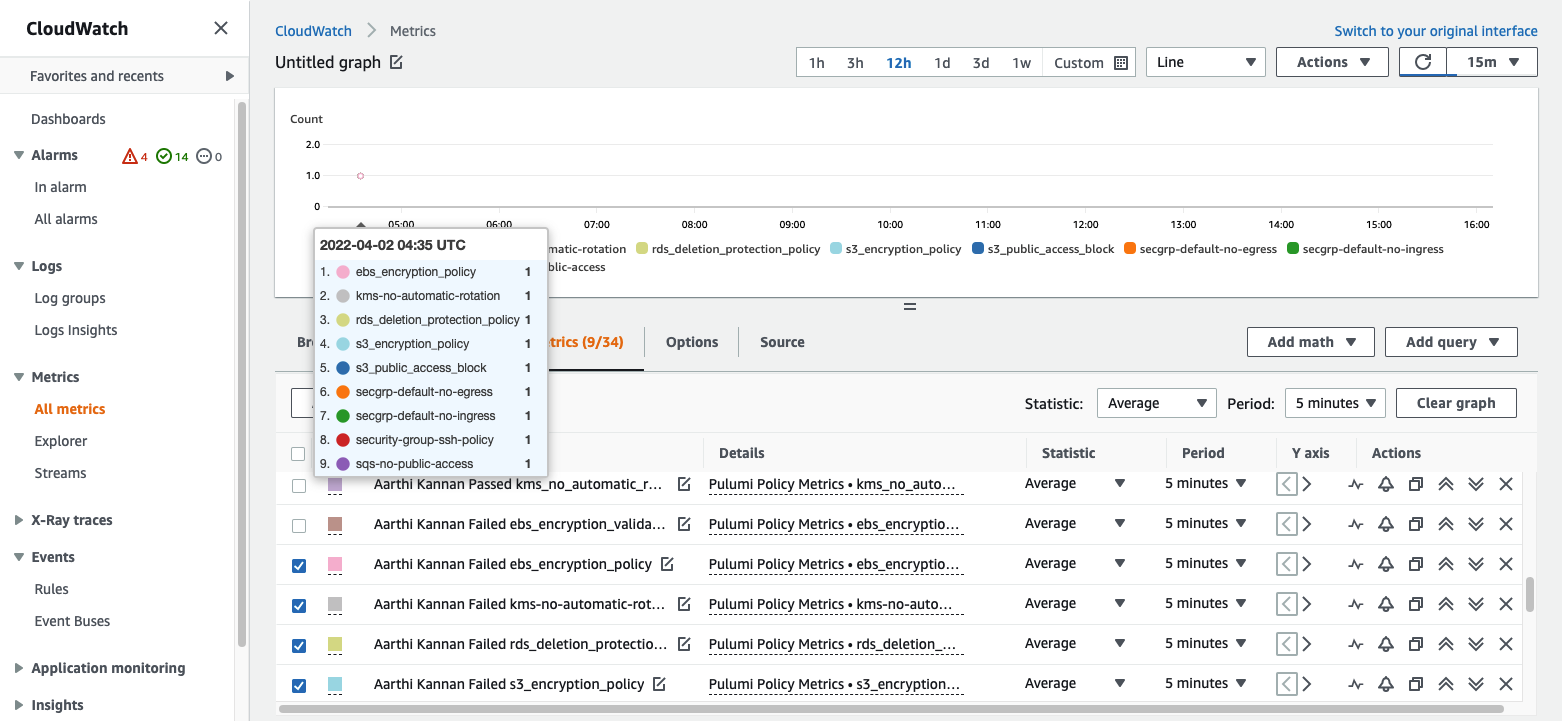 CloudWatch
Favorites and recents
Dashboards
Alarms 4 14 0
In alarm
All alarms
Logs
Log groups
Logs Insights
Metrics
All metrics
Explorer
Streams
X-Ray traces
Events
Rules
Event Buses
Application monitoring
Insights
CloudWatch Metrics
Switch to your original interface
Untitled graph
1h 3h 12h 1d 3d 1w Custom Line Actions 15m
Count
2.0
1.0
0
05:00 06:00 07:00 08:00 09:00 10:00 11:00 12:00 13:00 14:00 15:00 16:00
matic-rotation rds_deletion_protection_policy s3_encryption_policy s3_public_access_block secgrp-default-no-egress secgrp-default-no-ingress
blic-access
2022-04-02 04:35 UTC
1. ebs_encryption_policy 1
2. kms-no-automatic-rotation 1
3. rds_deletion_protection_policy 1
4. s3_encryption_policy 1
5. s3_public_access_block 1
6. secgrp-default-no-egress 1
7. secgrp-default-no-ingress 1
8. security-group-ssh-policy 1
9. sqs-no-public-access 1
Br etrics (9/34) Options Source Add math Add query
Statistic: Average Period: 5 minutes Clear graph
Details Statistic Period Y axis Actions
Aarthi Kannan Passed kms_no_automatic_r... Pulumi Policy Metrics • kms_no_auto... Average 5 minutes
Aarthi Kannan Failed ebs_encryption_valida... Pulumi Policy Metrics • ebs_encryptio... Average 5 minutes
Aarthi Kannan Failed ebs_encryption_policy Pulumi Policy Metrics • ebs_encryptio... Average 5 minutes
Aarthi Kannan Failed kms-no-automatic-rot... Pulumi Policy Metrics • kms-no-auto... Average 5 minutes
Aarthi Kannan Failed rds_deletion_protectio... Pulumi Policy Metrics • rds_deletion_... Average 5 minutes
Aarthi Kannan Failed s3_encryption_policy Pulumi Policy Metrics • s3_encryption... Average 5 minutes